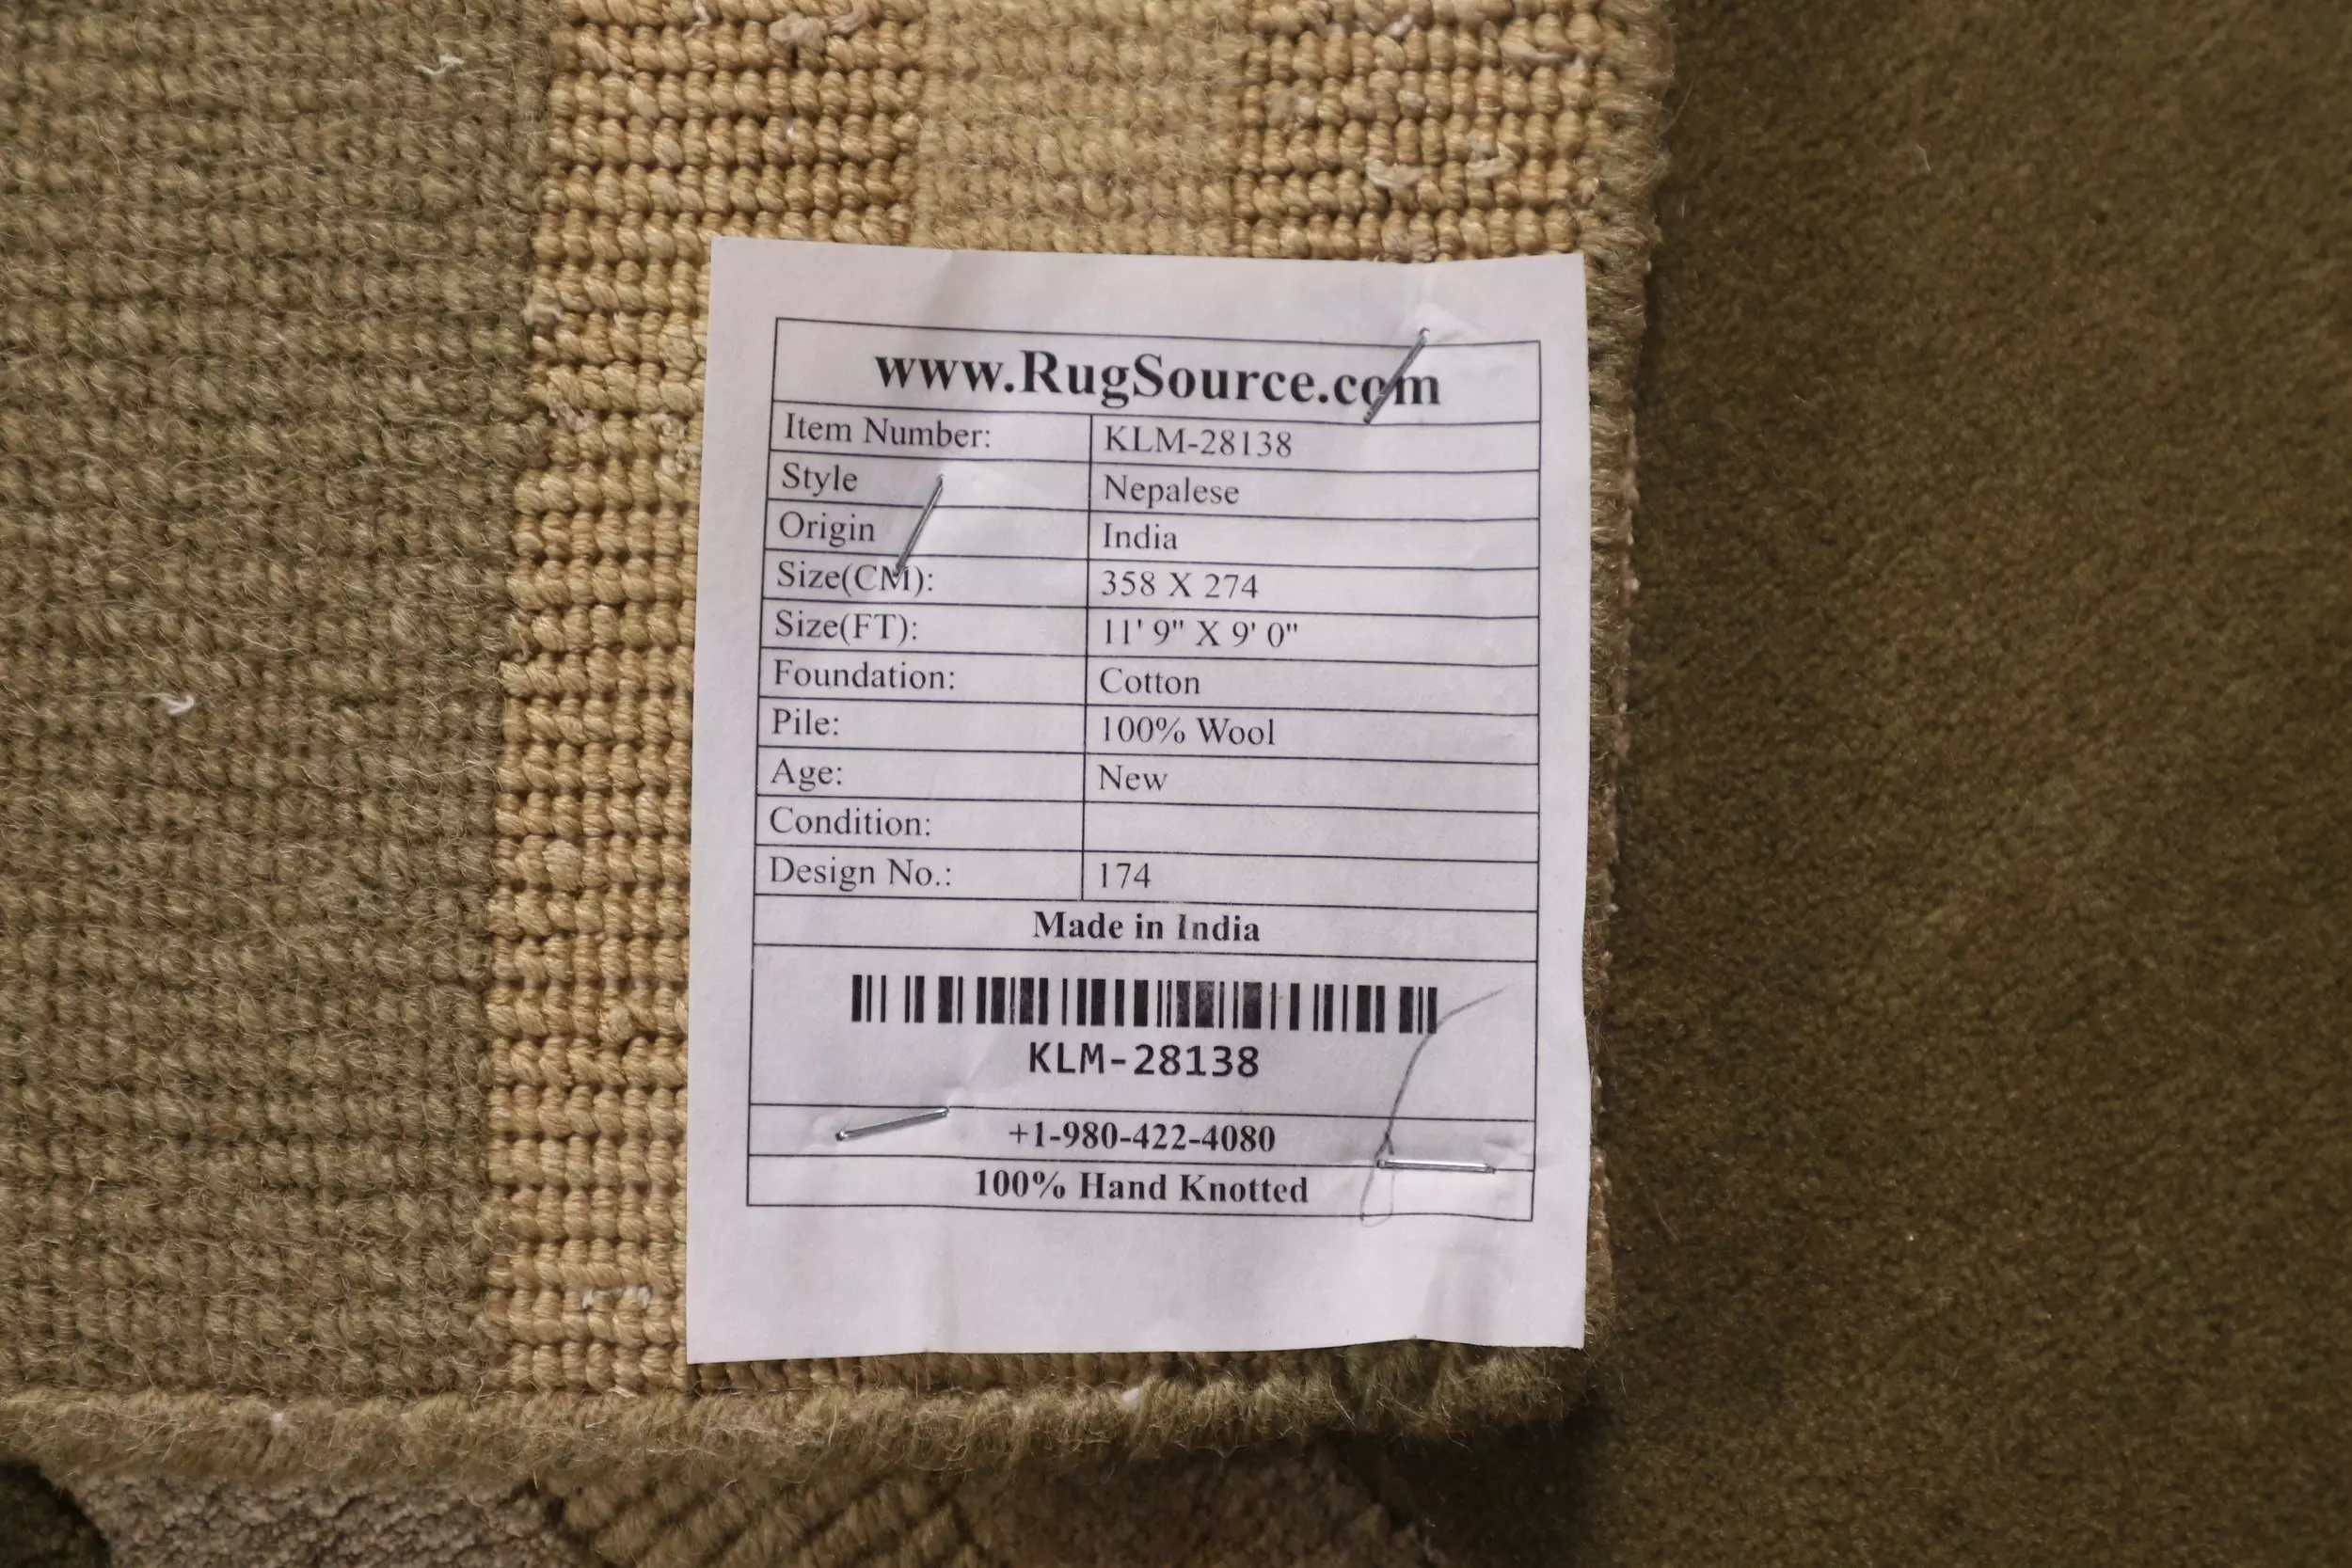 www.RugSource.com
Item Number: KLM-28138
Style Nepalese
Origin India
Size(CM): 358 X 274
Size(FT): 11' 9" X 9' 0"
Foundation: Cotton
Pile: 100% Wool
Age: New
Condition:
Design No.: 174
Made in India
KLM-28138
+1-980-422-4080
100% Hand Knotted